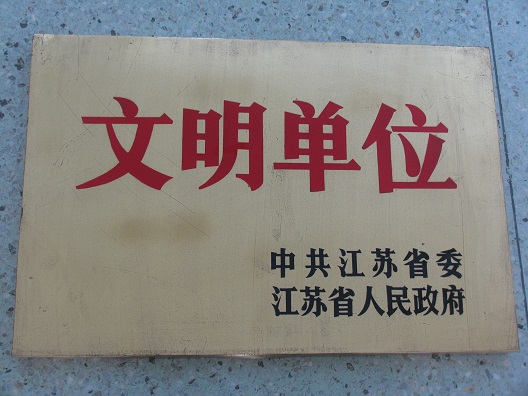 文明单位
中共江苏省委
江苏省人民政府